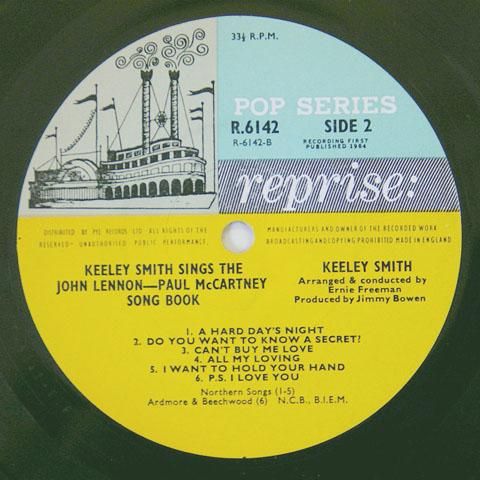 33⅓ R.P.M.
POP SERIES
R.6142 SIDE 2
R-6142-B RECORDING FIRST
PUBLISHED 1964
reprise:
DISTRIBUTED BY PYE RECORDS LTD ALL RIGHTS OF THE
RESERVED— UNAUTHORISED PUBLIC PERFORMANCE,
MANUFACTURERS AND OWNER OF THE RECORDED WORK
BROADCASTING AND COPYING PROHIBITED MADE IN ENGLAND
KEELEY SMITH SINGS THE
JOHN LENNON—PAUL McCARTNEY
SONG BOOK
KEELEY SMITH
Arranged & conducted by
Ernie Freeman
Produced by Jimmy Bowen
1. A HARD DAY'S NIGHT
2. DO YOU WANT TO KNOW A SECRET?
3. CAN'T BUY ME LOVE
4. ALL MY LOVING
5. I WANT TO HOLD YOUR HAND
6. P.S. I LOVE YOU
Northern Songs (1-5)
Ardmore & Beechwood (6) N.C.B., B.I.E.M.